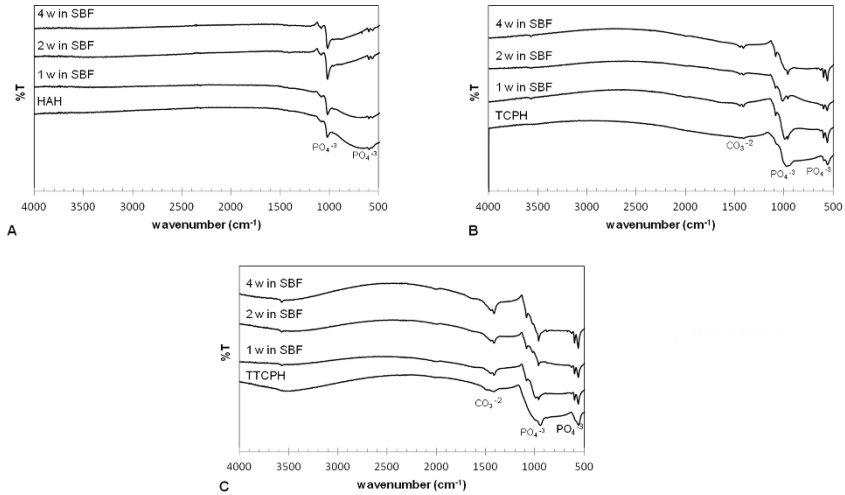 4 w in SBF
2 w in SBF
1 w in SBF
HAH
%T
PO₄⁻³
PO₄⁻³
4000 3500 3000 2500 2000 1500 1000 500
wavenumber (cm⁻¹)
A
4 w in SBF
2 w in SBF
1 w in SBF
TCPH
%T
CO₃⁻²
PO₄⁻³
PO₄⁻³
4000 3500 3000 2500 2000 1500 1000 500
wavenumber (cm⁻¹)
B
4 w in SBF
2 w in SBF
1 w in SBF
TTCPH
%T
CO₃⁻²
PO₄⁻³
PO₄⁻³
4000 3500 3000 2500 2000 1500 1000 500
wavenumber (cm⁻¹)
C